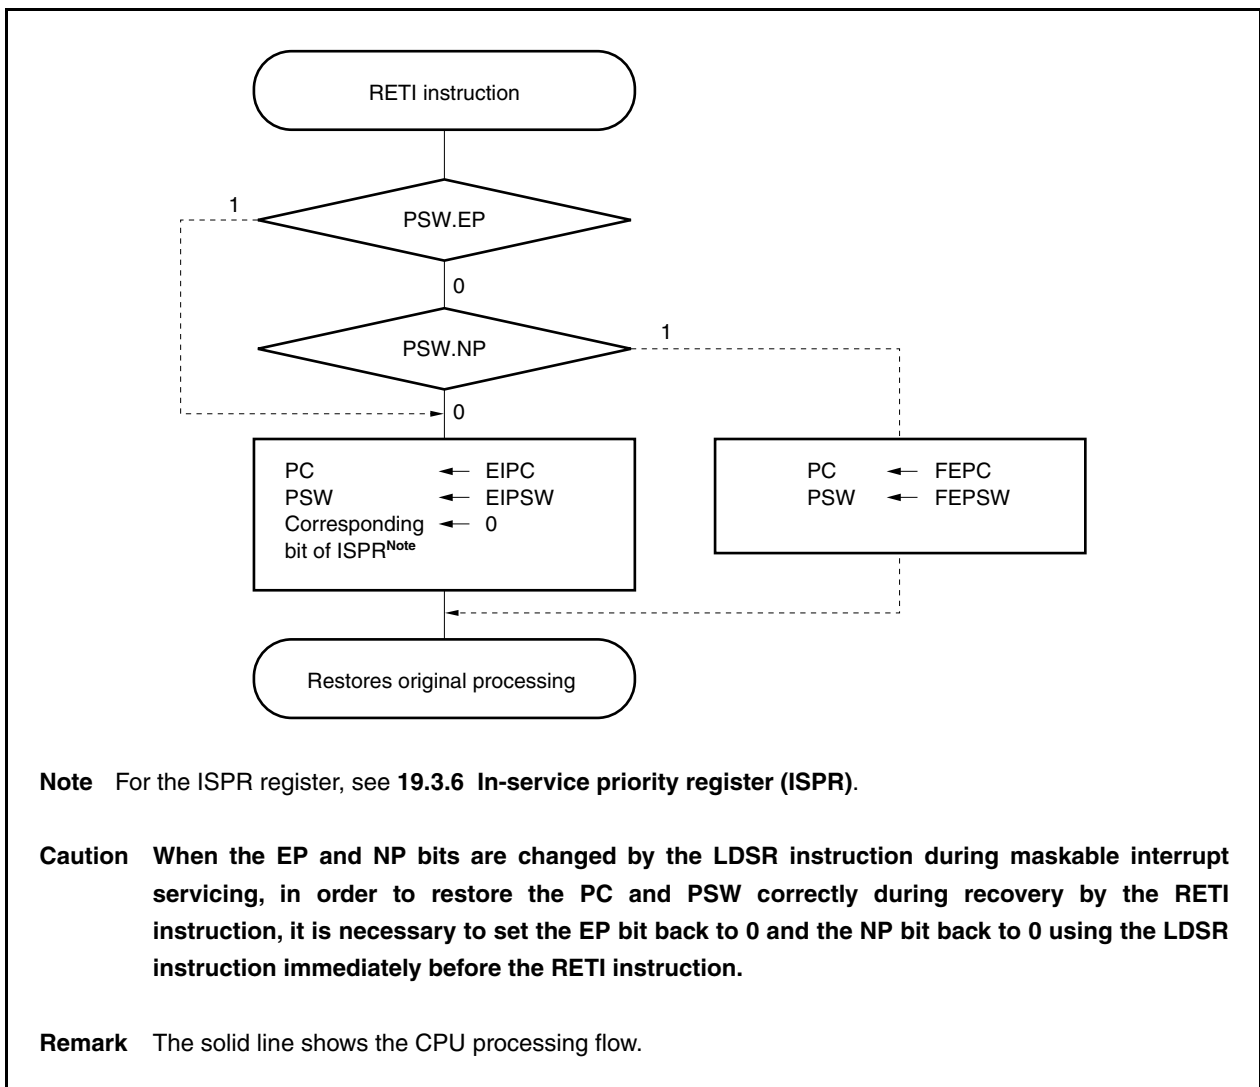 RETI instruction
1
PSW.EP
0
1
PSW.NP
0
PC ← EIPC
PSW ← EIPSW
Corresponding ← 0
bit of ISPRNote
PC ← FEPC
PSW ← FEPSW
Restores original processing
Note For the ISPR register, see 19.3.6 In-service priority register (ISPR).
Caution When the EP and NP bits are changed by the LDSR instruction during maskable interrupt
servicing, in order to restore the PC and PSW correctly during recovery by the RETI
instruction, it is necessary to set the EP bit back to 0 and the NP bit back to 0 using the LDSR
instruction immediately before the RETI instruction.
Remark The solid line shows the CPU processing flow.